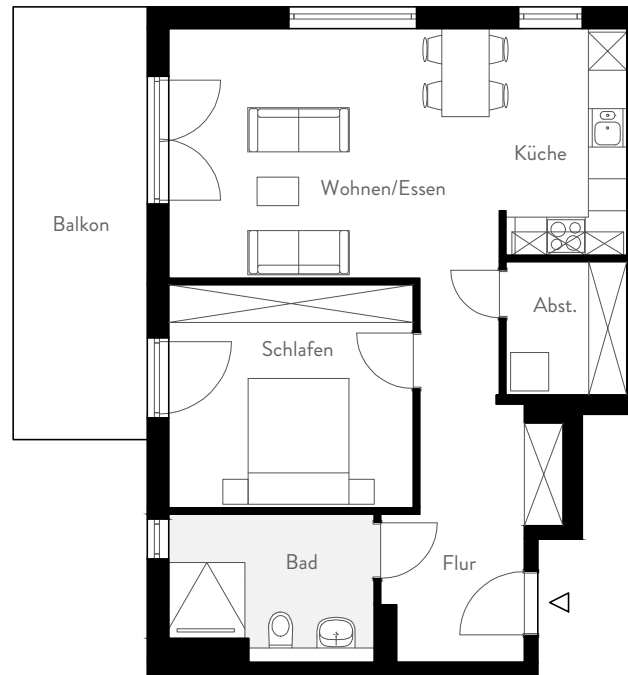 Küche
Wohnen/Essen
Balkon
Abst.
Schlafen
Bad
Flur